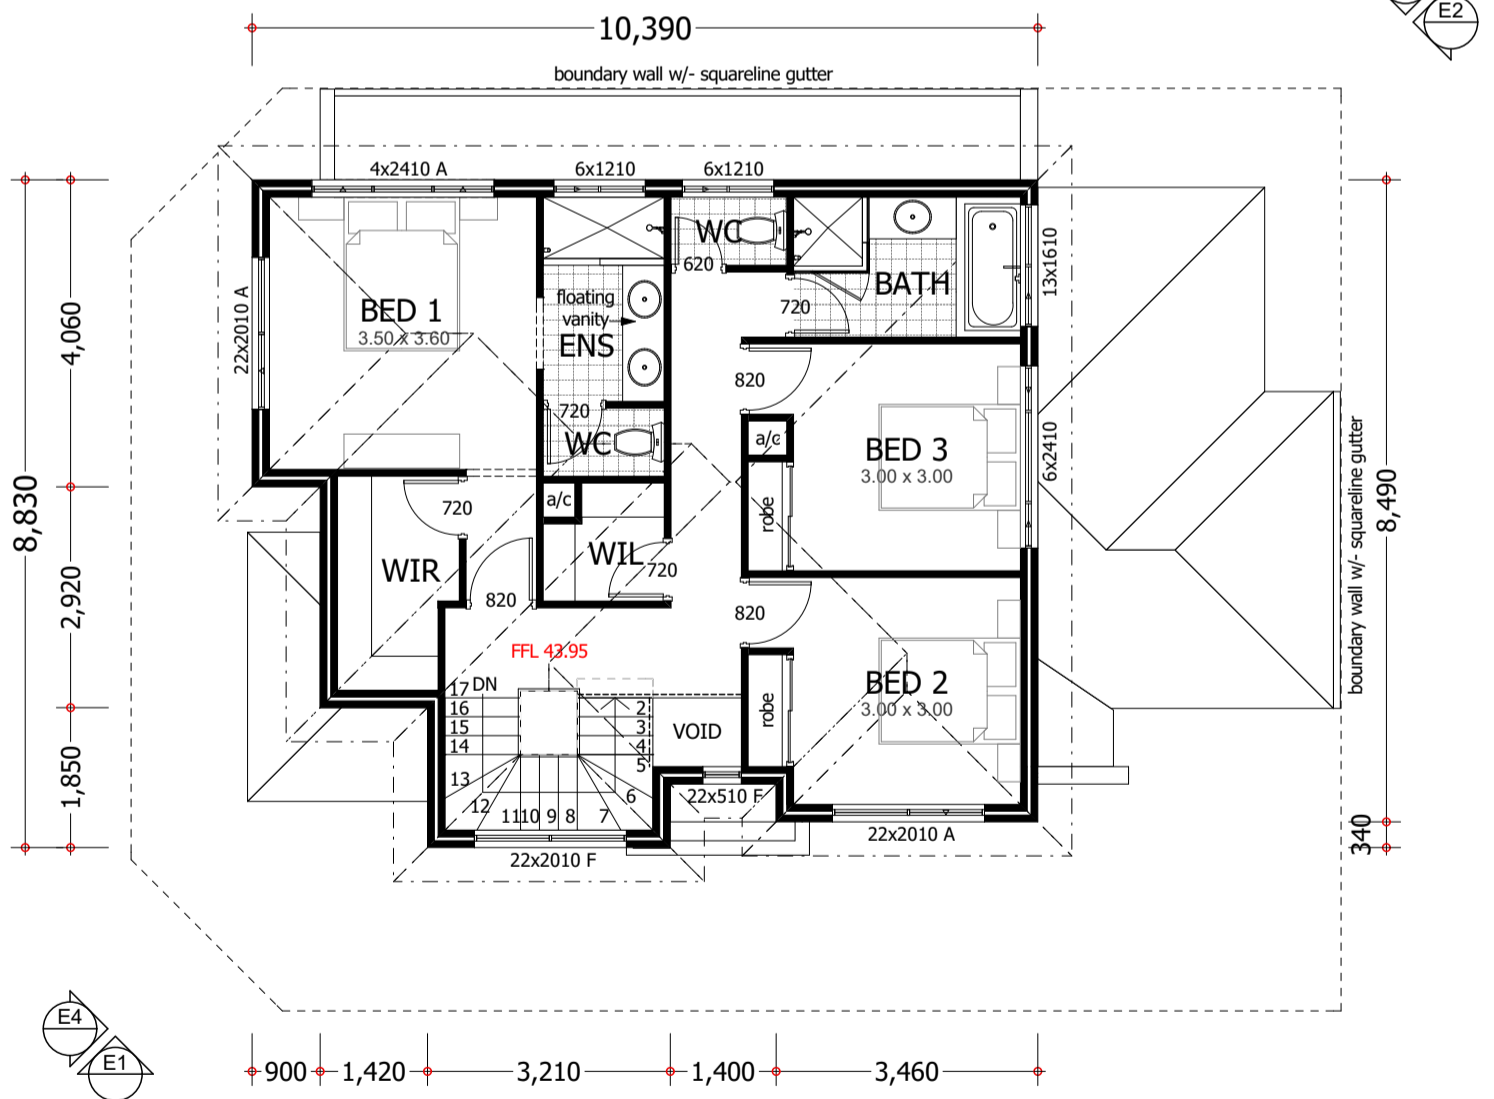 E2
10,390
boundary wall w/- squareline gutter
4x2410 A
6x1210
6x1210
WC
620
BATH
720
13x1610
22x2010 A
BED 1
3.50 x 3.60
floating
vanity
ENS
720
WC
4,060
8,830
2,920
1,850
820
a/c
BED 3
3.00 x 3.00
robe
6x2410
boundary wall w/- squareline gutter
8,490
340
720
WIR
a/c
WIL
720
820
820
FFL 43.95
BED 2
3.00 x 3.00
robe
17 DN
16
15
14
13
12
11 10 9 8
7
6
5
4
3
2
VOID
22x510 F
22x2010 F
22x2010 A
E4
E1
900 1,420 3,210 1,400 3,460